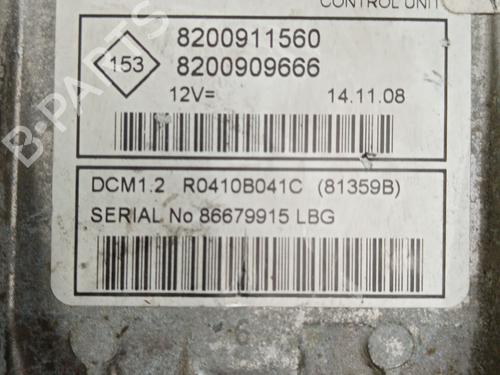 CONTROL UNIT
153
8200911560
8200909666
12V= 14.11.08
DCM1.2 R0410B041C (81359B)
SERIAL No 86679915 LBG
B-PARTS
6